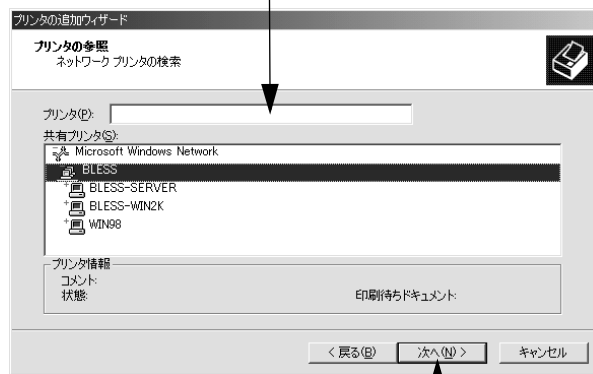 プリンタの追加ウィザード
プリンタの参照
ネットワーク プリンタの検索
プリンタ(P):
共有プリンタ(S):
Microsoft Windows Network
BLESS
BLESS-SERVER
BLESS-WIN2K
WIN98
プリンタ情報
コメント:
状態: 印刷待ちドキュメント:
< 戻る(B) 次へ(N) > キャンセル